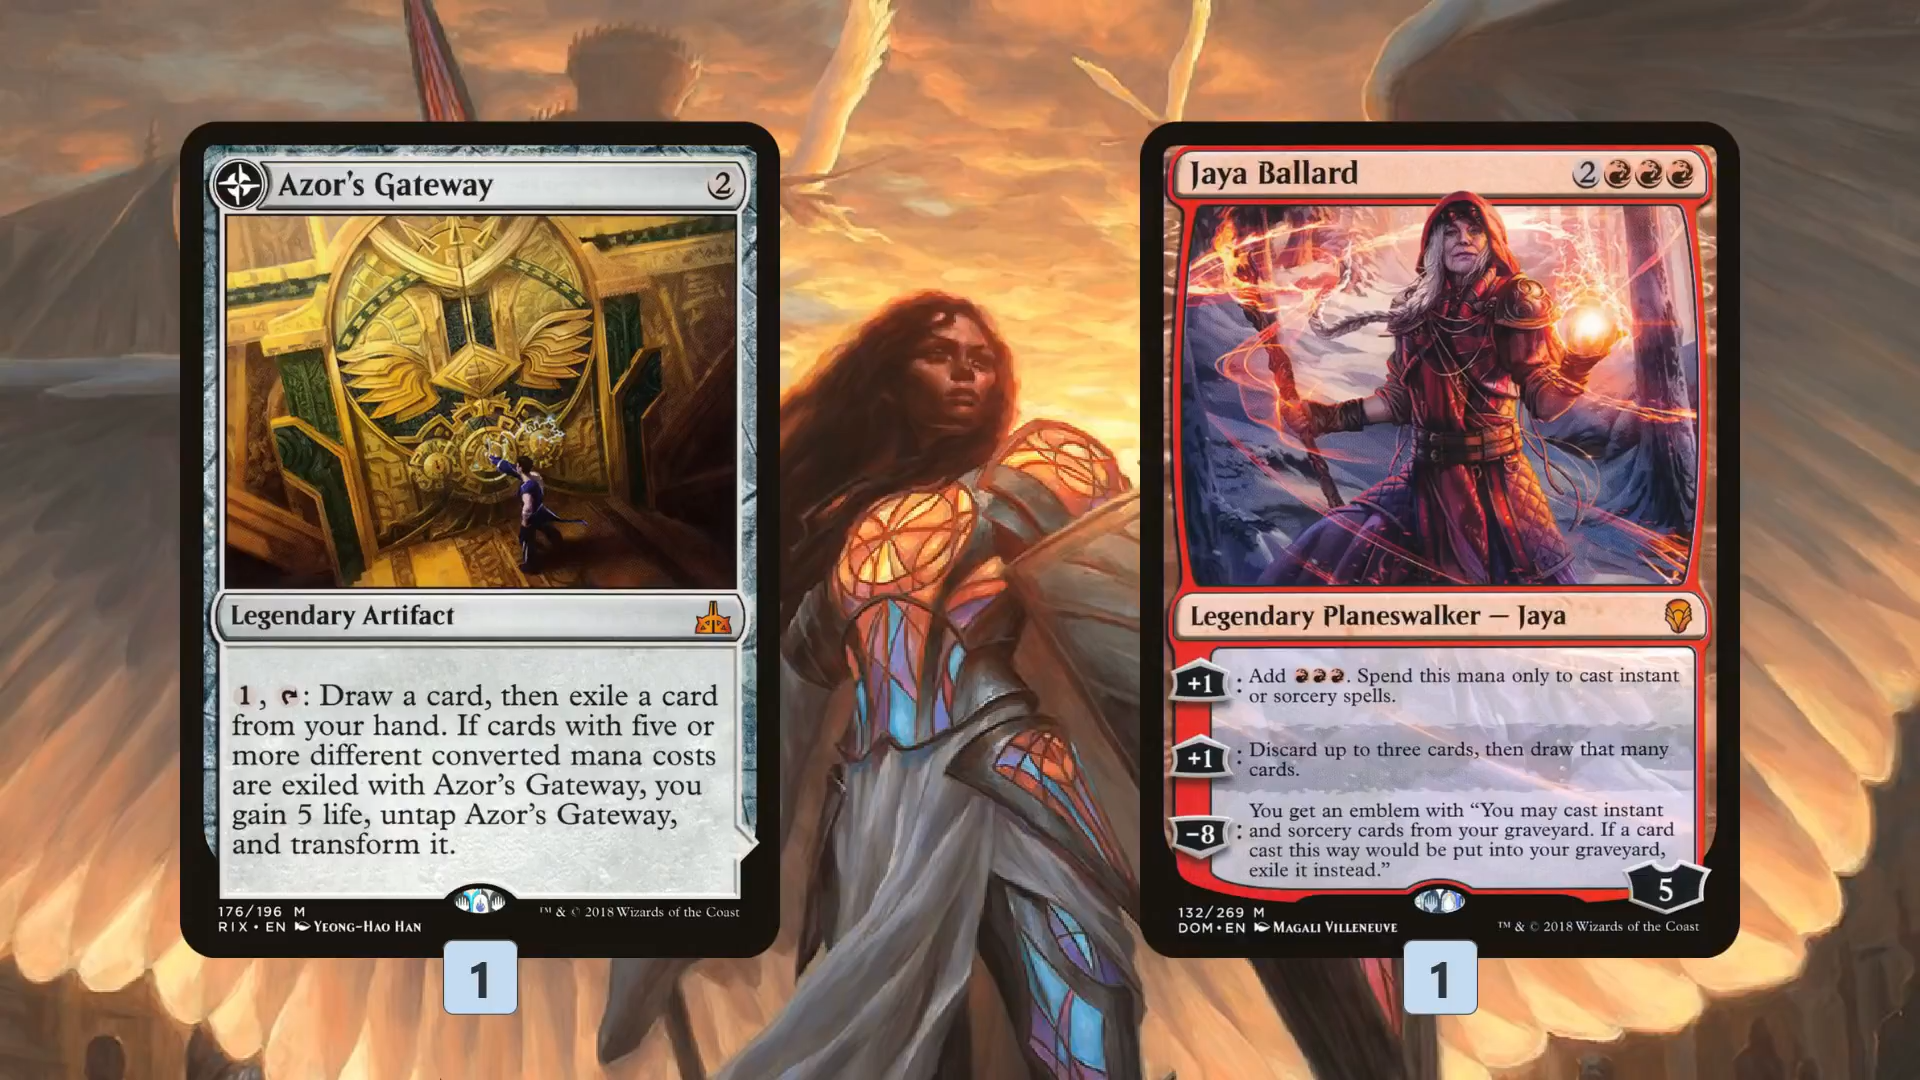 Azor's Gateway
2
Legendary Artifact
1, : Draw a card, then exile a card
from your hand. If cards with five or
more different converted mana costs
are exiled with Azor's Gateway, you
gain 5 life, untap Azor's Gateway,
and transform it.
176/196 M
RIX • EN Yeong-Hao Han
™ & © 2018 Wizards of the Coast
1
Jaya Ballard
2
Legendary Planeswalker — Jaya
+1: Add . Spend this mana only to cast instant
or sorcery spells.
+1: Discard up to three cards, then draw that many
cards.
You get an emblem with “You may cast instant
−8: and sorcery cards from your graveyard. If a card
cast this way would be put into your graveyard,
exile it instead.”
5
132/269 M
DOM • EN Magali Villeneuve
™ & © 2018 Wizards of the Coast
1